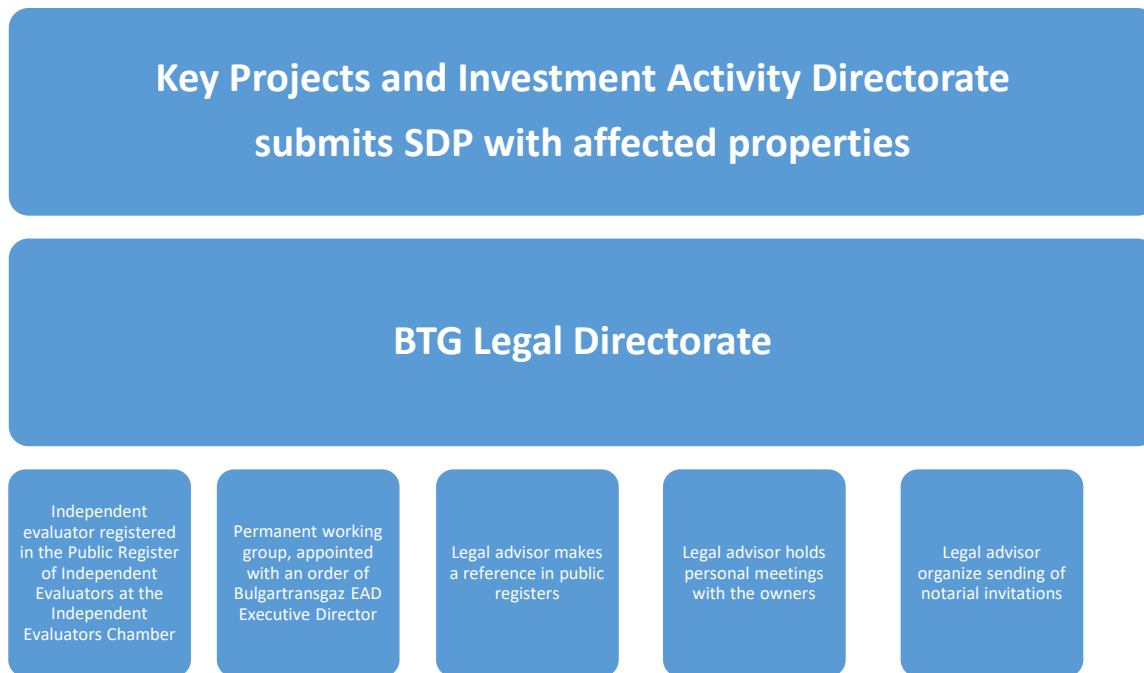 Key Projects and Investment Activity Directorate
submits SDP with affected properties
BTG Legal Directorate
Independent
evaluator registered
in the Public Register
of Independent
Evaluators at the
Independent
Evaluators Chamber
Permanent working
group, appointed
with an order of
Bulgartransgaz EAD
Executive Director
Legal advisor makes
a reference in public
registers
Legal advisor holds
personal meetings
with the owners
Legal advisor
organize sending of
notarial invitations